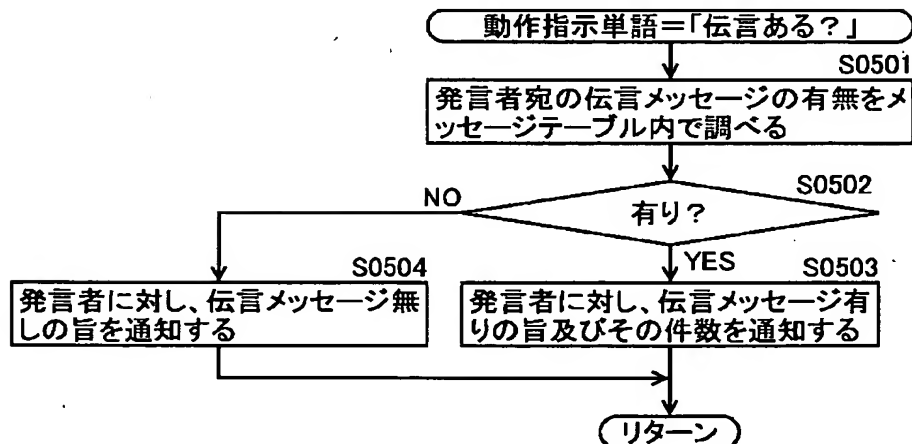 動作指示単語=「伝言ある?」
S0501
発言者宛の伝言メッセージの有無をメ
ッセージテーブル内で調べる
S0502
有り?
NO
YES
S0504
発言者に対し、伝言メッセージ無
しの旨を通知する
S0503
発言者に対し、伝言メッセージ有
りの旨及びその件数を通知する
リターン